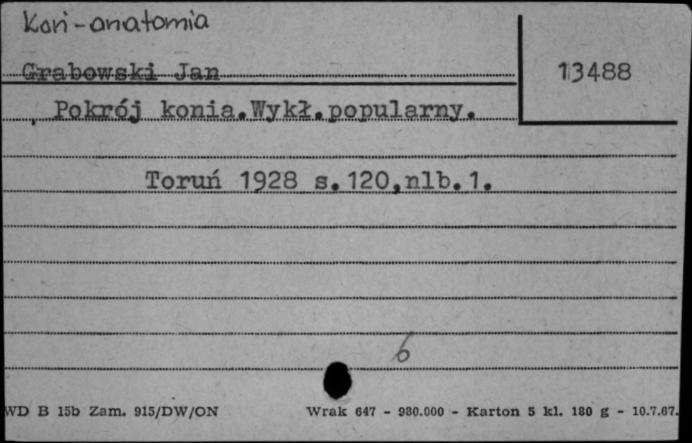 Koń-anatomia
Grabowski Jan
13488
Pokrój konia.Wykł.popularny.
Toruń 1928 s.120,nlb.1.
6
WD B 15b Zam. 915/DW/ON Wrak 647 - 980.000 - Karton 5 kl. 180 g - 10.7.67.